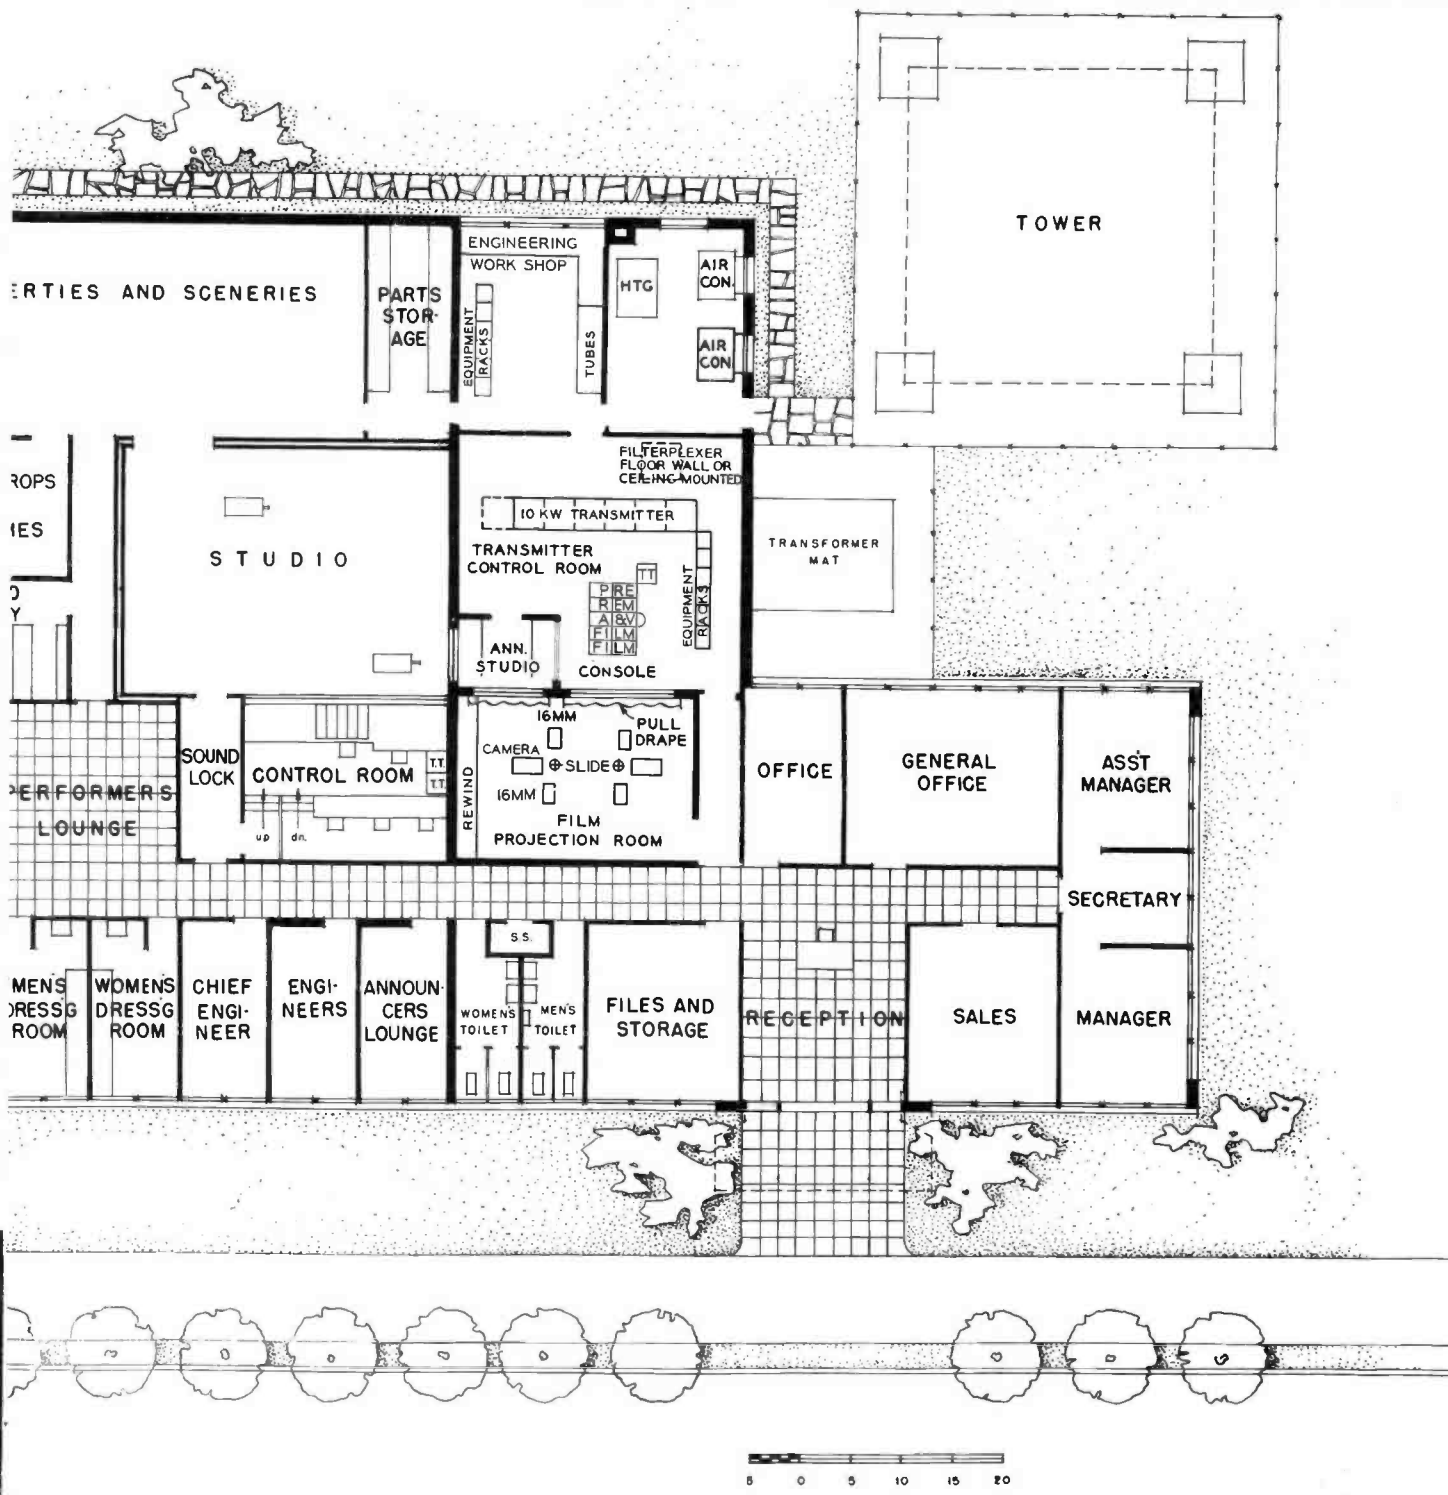 TOWER
ENGINEERING
WORK SHOP
AIR
CON.
HTG
ERTIES AND SCENERIES
PARTS
STOR-
AGE
EQUIPMENT
RACKS
TUBES
AIR
CON
FILTERPLEXER
FLOOR WALL OR
CEILING MOUNTED
ROPS
IES
10 KW TRANSMITTER
STUDIO
TRANSMITTER
CONTROL ROOM
TRANSFORMER
MAT
TT
PRE
REM
A&V
FILM
FILM
EQUIPMENT
RACKS
O
Y
ANN.
STUDIO
CONSOLE
16MM
PULL
DRAPE
CAMERA
SLIDE
16MM
REWIND
FILM
PROJECTION ROOM
SOUND
LOCK
CONTROL ROOM
T.T.
T.T.
up
dn.
OFFICE
GENERAL
OFFICE
ASST
MANAGER
PERFORMERS
LOUNGE
SECRETARY
S.S.
MENS
DRESS'G
ROOM
WOMENS
DRESS'G
ROOM
CHIEF
ENGI-
NEER
ENGI-
NEERS
ANNOUN-
CERS
LOUNGE
WOMENS
TOILET
MEN'S
TOILET
FILES AND
STORAGE
RECEPTION
SALES
MANAGER
5 0 5 10 15 20